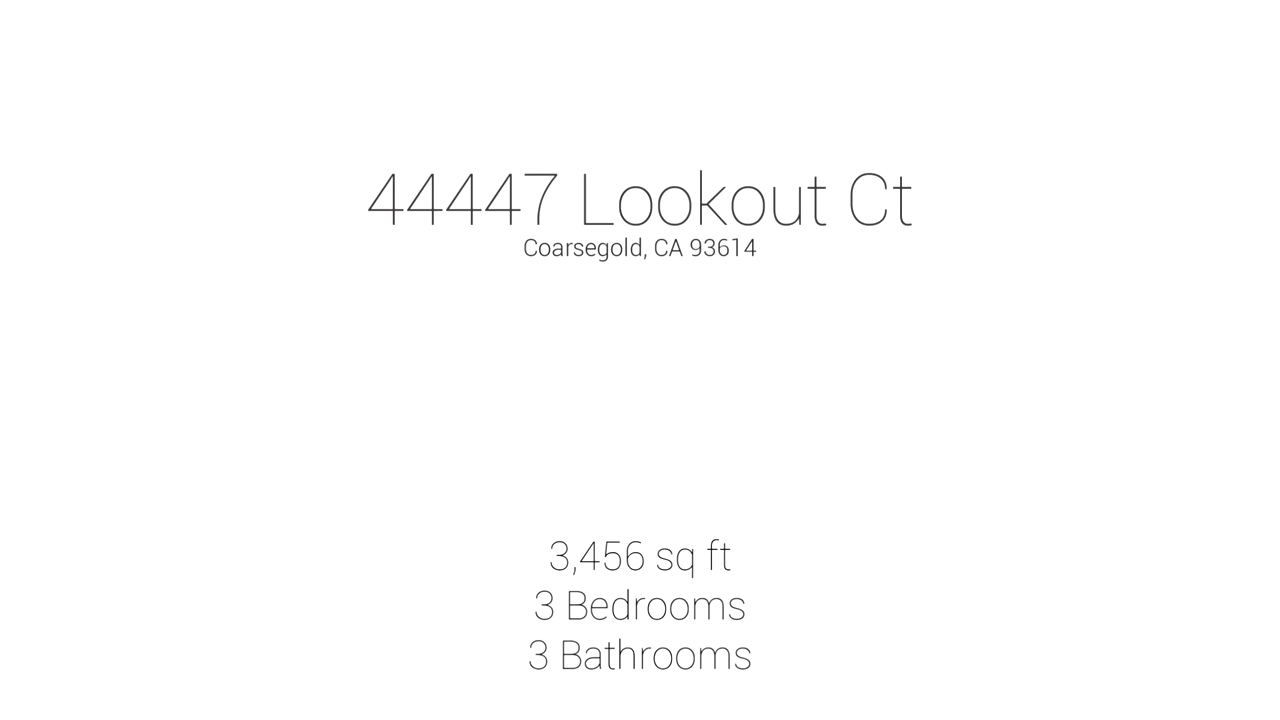 44447 Lookout Ct
Coarsegold, CA 93614
3,456 sq ft
3 Bedrooms
3 Bathrooms